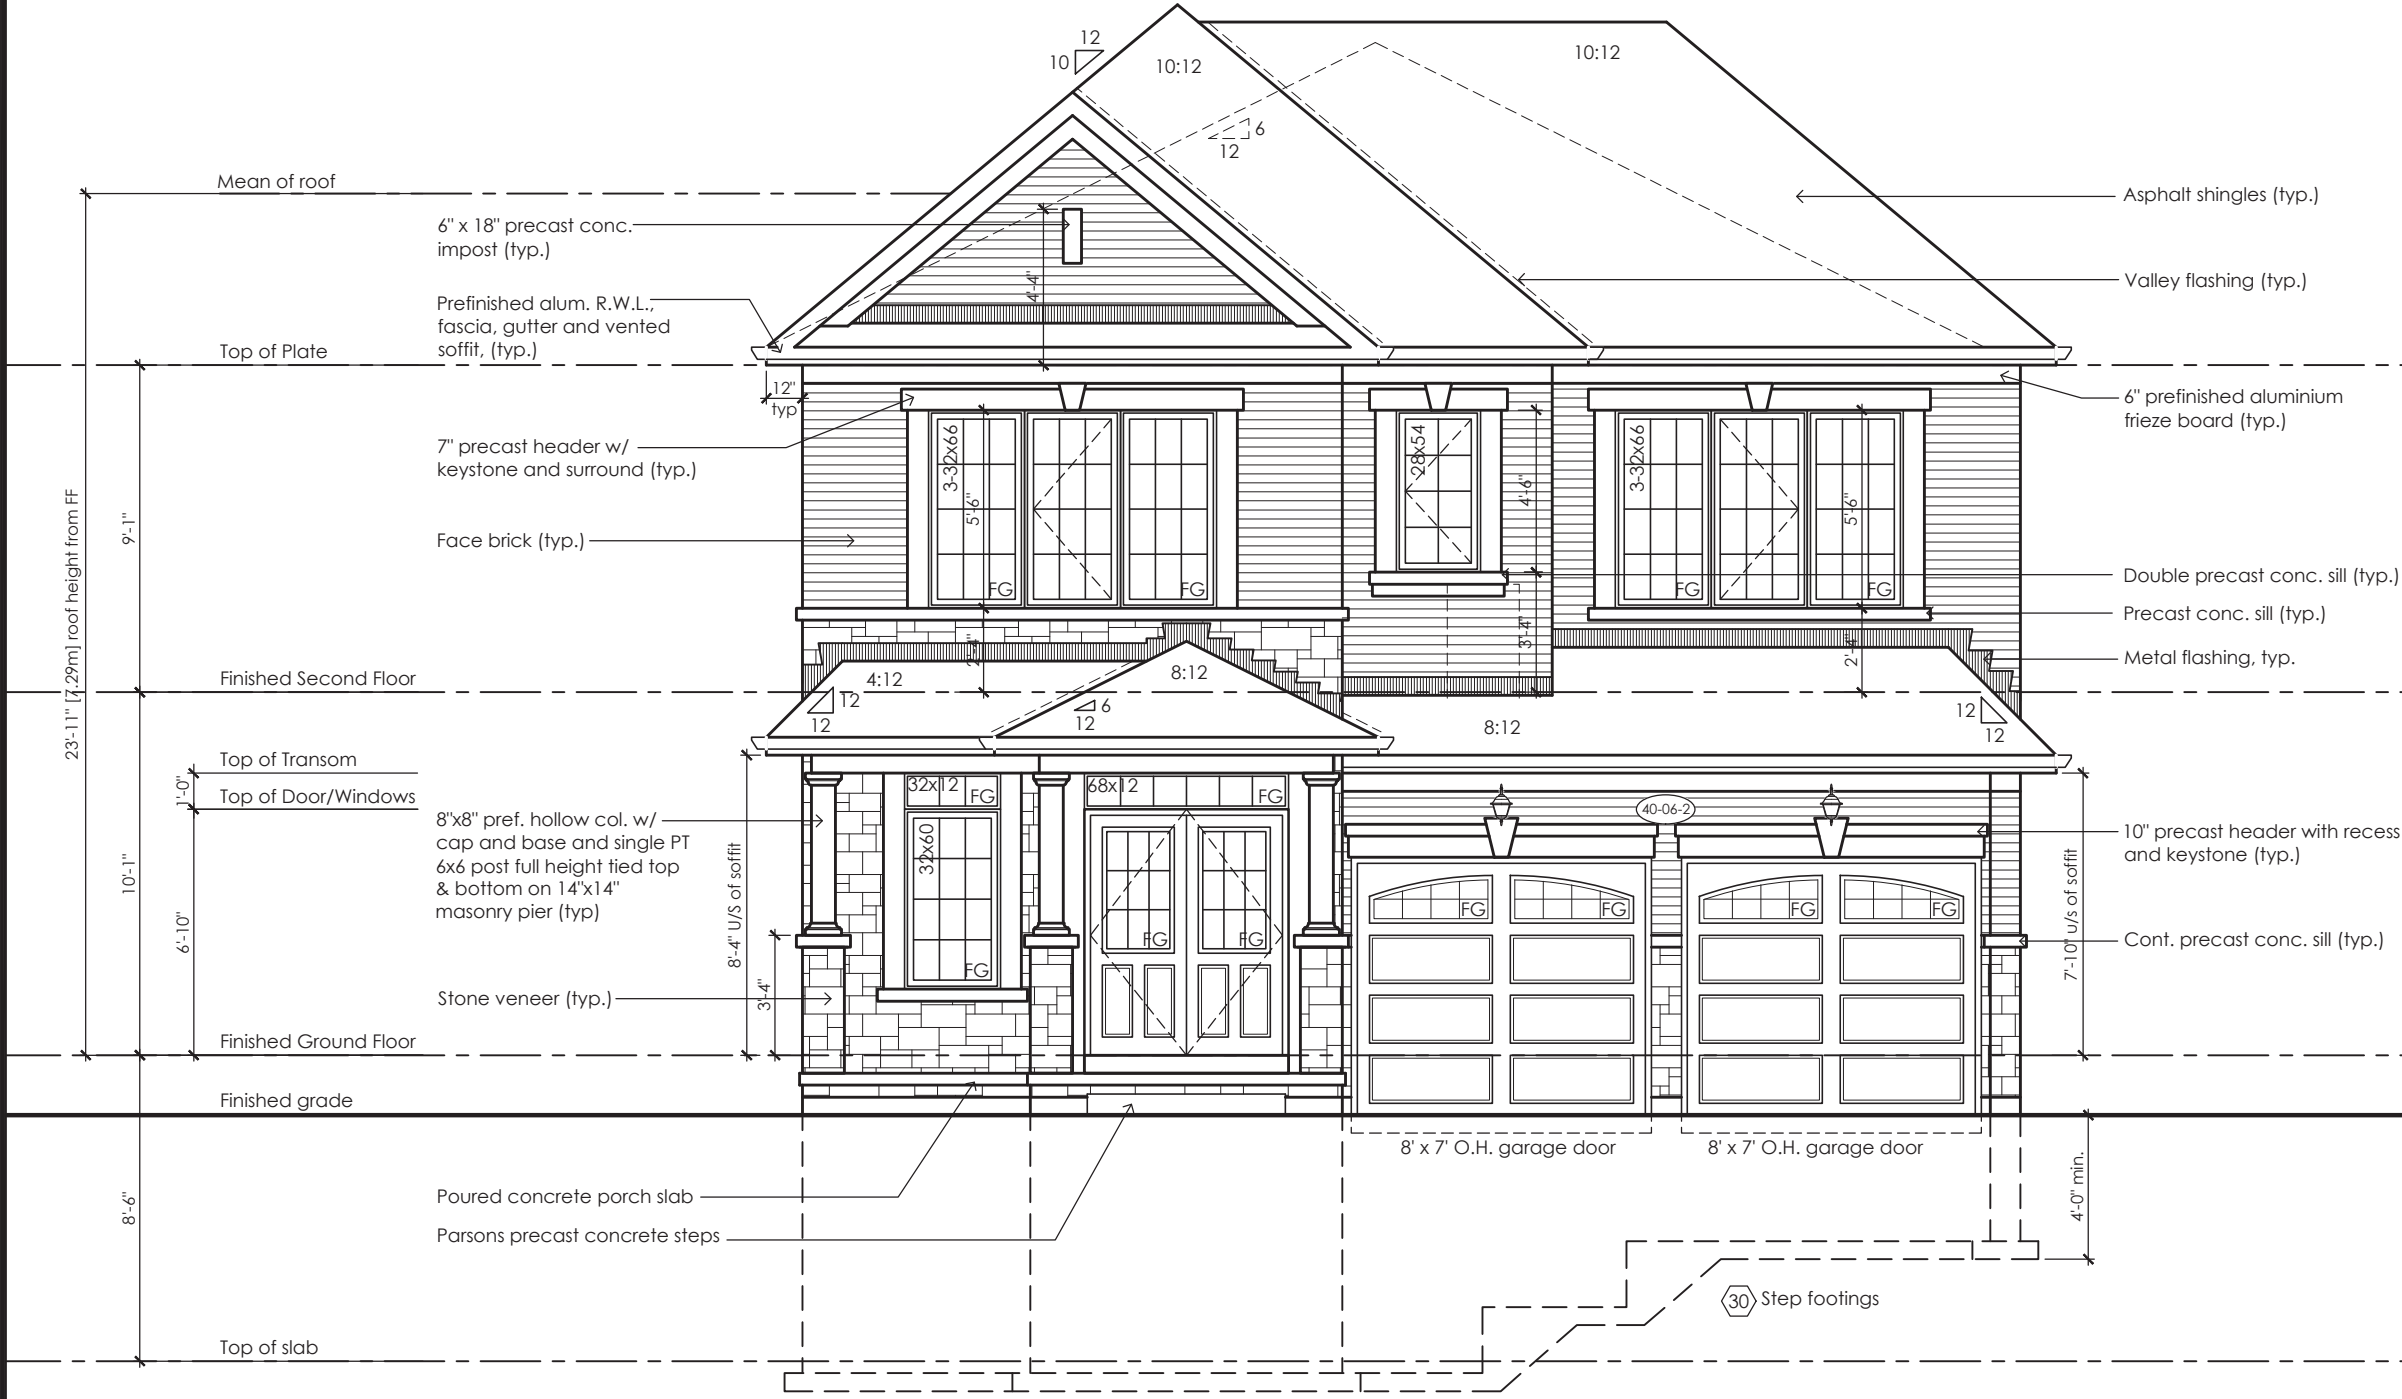 12
10
10:12
10:12
6
12
Mean of roof
6" x 18" precast conc.
impost (typ.)
Asphalt shingles (typ.)
Valley flashing (typ.)
4'-4"
Prefinished alum. R.W.L.,
fascia, gutter and vented
soffit, (typ.)
Top of Plate
12"
typ
6" prefinished aluminium
frieze board (typ.)
7" precast header w/
keystone and surround (typ.)
3-32x66
5'-6"
28x54
4'-6"
3-32x66
5'-6"
23'-11" [7.29m] roof height from FF
9'-1"
Face brick (typ.)
FG
FG
FG
FG
Double precast conc. sill (typ.)
Precast conc. sill (typ.)
2'-4"
3'-4"
2'-4"
Metal flashing, typ.
Finished Second Floor
4:12
8:12
12
12
6
12
8:12
12
12
Top of Transom
1'-0"
Top of Door/Windows
32x12
FG
68x12
FG
40-06-2
8"x8" pref. hollow col. w/
cap and base and single PT
6x6 post full height tied top
& bottom on 14"x14"
masonry pier (typ)
10" precast header with recess
and keystone (typ.)
10'-1"
6'-10"
8'-4" U/S of soffit
32x60
7'-10" u/s of soffit
FG
FG
FG
FG
FG
FG
FG
3'-4"
Cont. precast conc. sill (typ.)
Stone veneer (typ.)
Finished Ground Floor
Finished grade
8' x 7' O.H. garage door
8' x 7' O.H. garage door
4'-0" min.
8'-6"
Poured concrete porch slab
Parsons precast concrete steps
30
Step footings
Top of slab